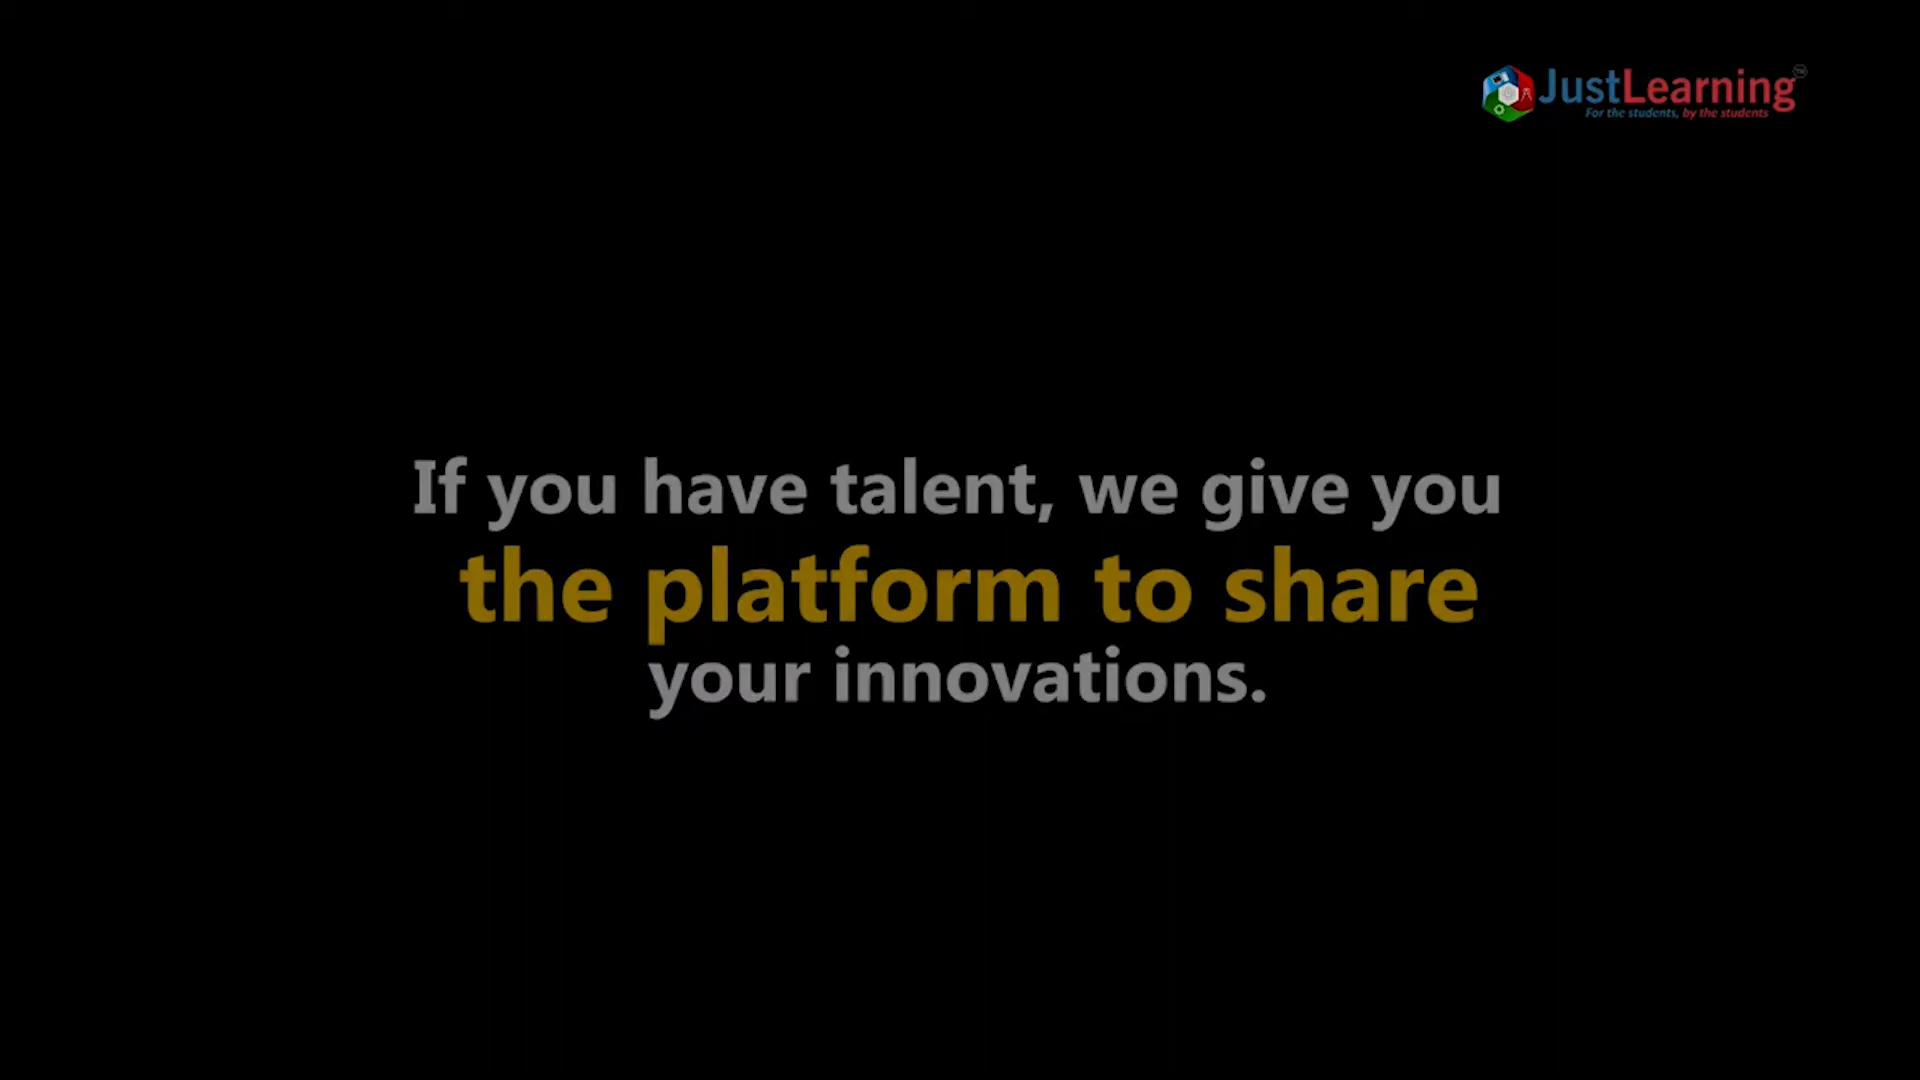 JustLearning™
For the students, by the students
If you have talent, we give you
the platform to share
your innovations.